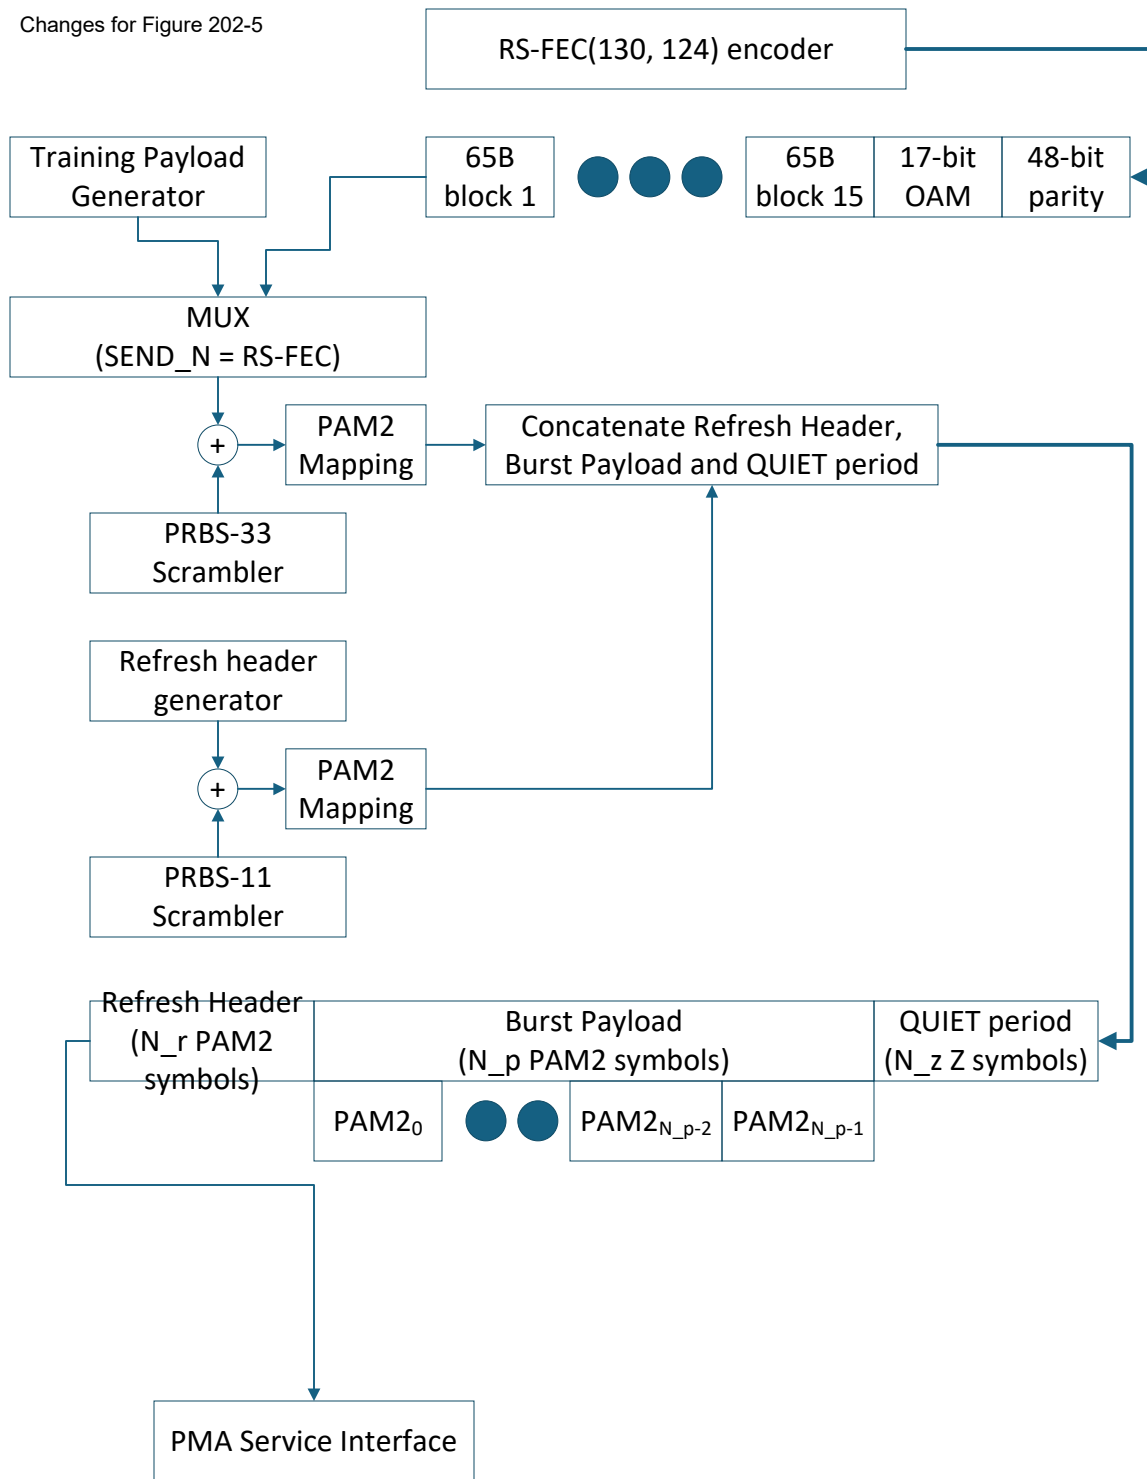 Changes for Figure 202-5
RS-FEC(130, 124) encoder
Training Payload
Generator
65B
block 1
65B
block 15
17-bit
OAM
48-bit
parity
MUX
(SEND_N = RS-FEC)
+
PAM2
Mapping
Concatenate Refresh Header,
Burst Payload and QUIET period
PRBS-33
Scrambler
Refresh header
generator
+
PAM2
Mapping
PRBS-11
Scrambler
Refresh Header
(N_r PAM2
symbols)
Burst Payload
(N_p PAM2 symbols)
QUIET period
(N_z Z symbols)
PAM2₀
PAM2N_p-2
PAM2N_p-1
PMA Service Interface